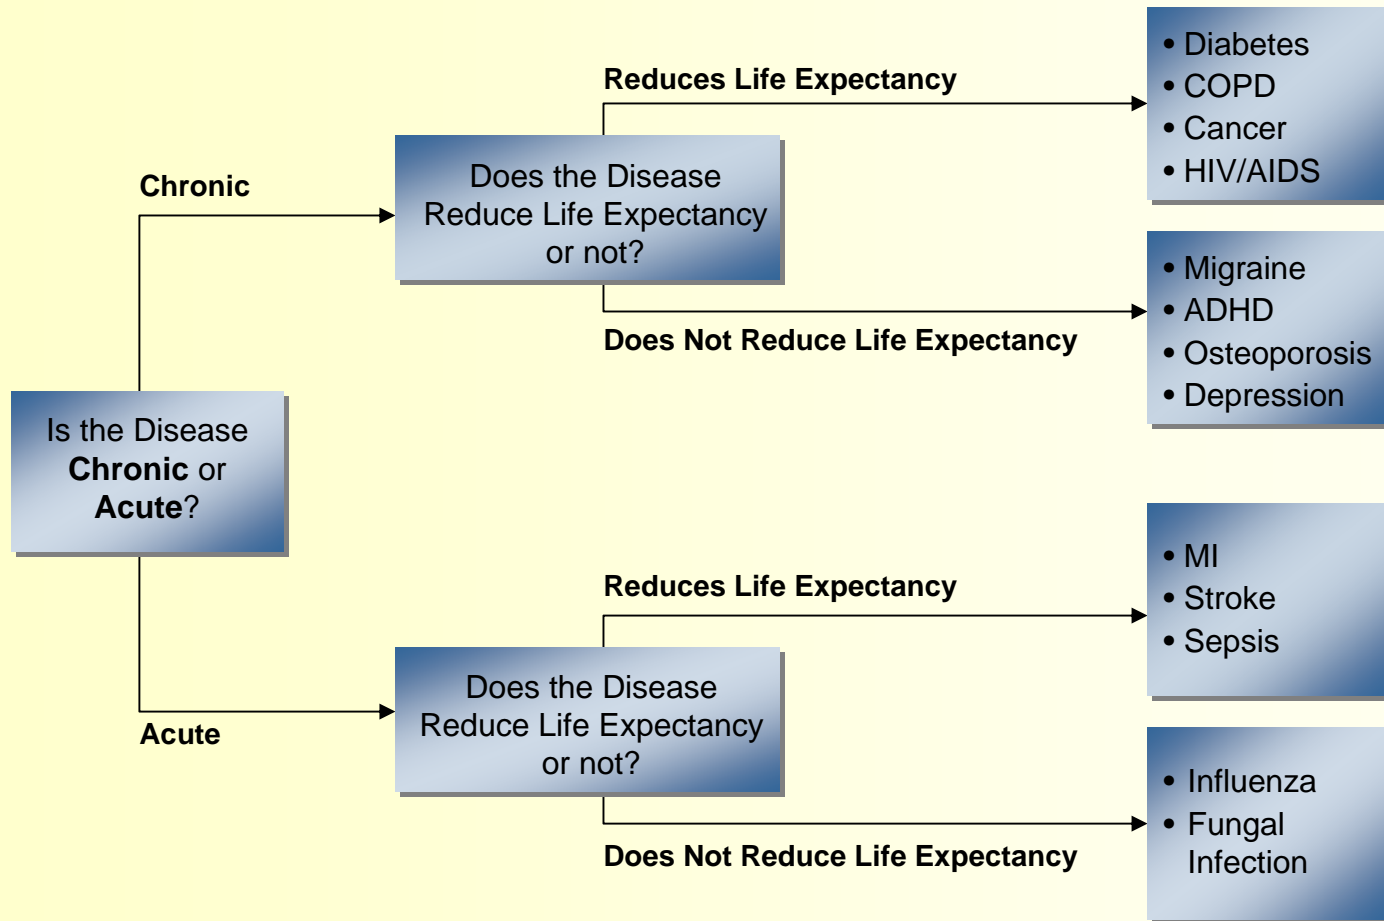 Is the Disease
Chronic or
Acute?
Chronic
Does the Disease
Reduce Life Expectancy
or not?
Reduces Life Expectancy
• Diabetes
• COPD
• Cancer
• HIV/AIDS
Does Not Reduce Life Expectancy
• Migraine
• ADHD
• Osteoporosis
• Depression
Acute
Does the Disease
Reduce Life Expectancy
or not?
Reduces Life Expectancy
• MI
• Stroke
• Sepsis
Does Not Reduce Life Expectancy
• Influenza
• Fungal
Infection